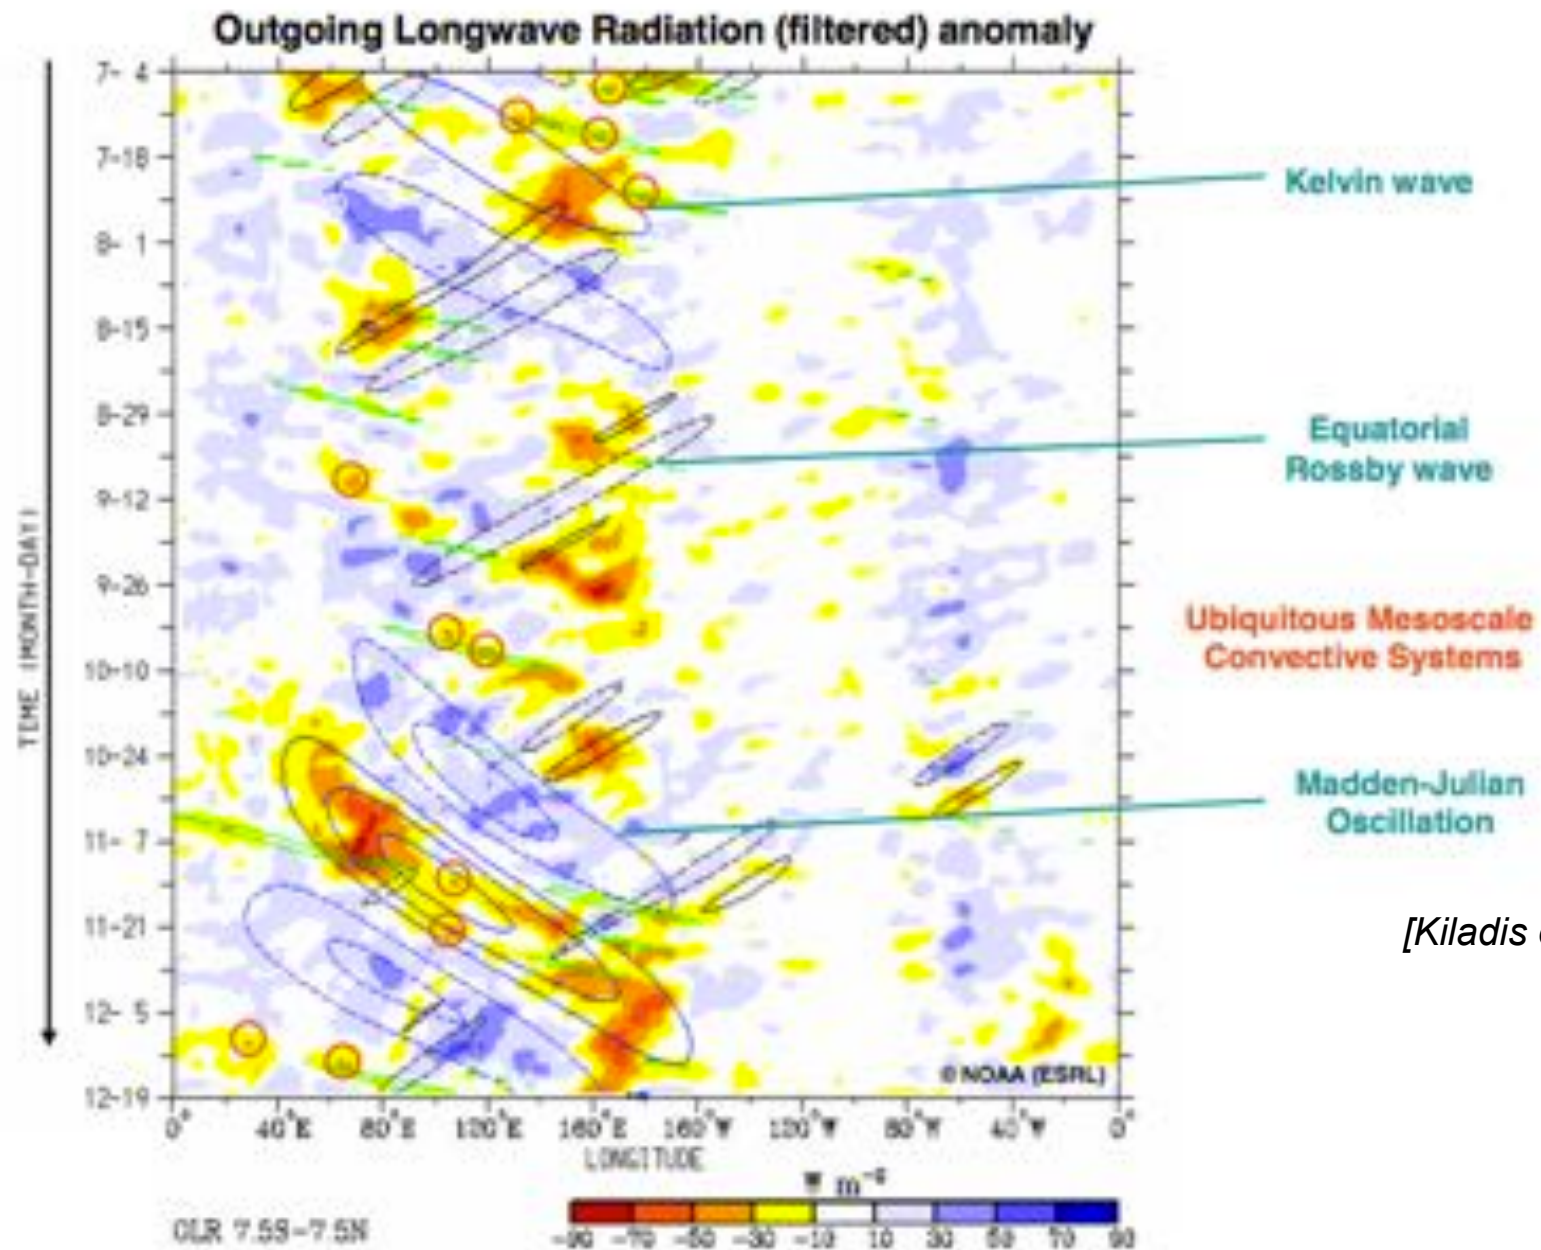 Outgoing Longwave Radiation (filtered) anomaly
7- 4
7-18
8- 1
8-15
8-29
9-12
9-26
10-10
10-24
11- 7
11-21
12- 5
12-19
TIME (MONTH-DAY)
Kelvin wave
Equatorial
Rossby wave
Ubiquitous Mesoscale
Convective Systems
Madden-Julian
Oscillation
[Kiladis
© NOAA (ESRL)
0° 40°E 80°E 120°E 160°E 160°W 120°W 80°W 40°W 0°
LONGITUDE
W m⁻²
OLR 7.5S-7.5N
-90 -70 -50 -30 -10 10 30 50 70 90